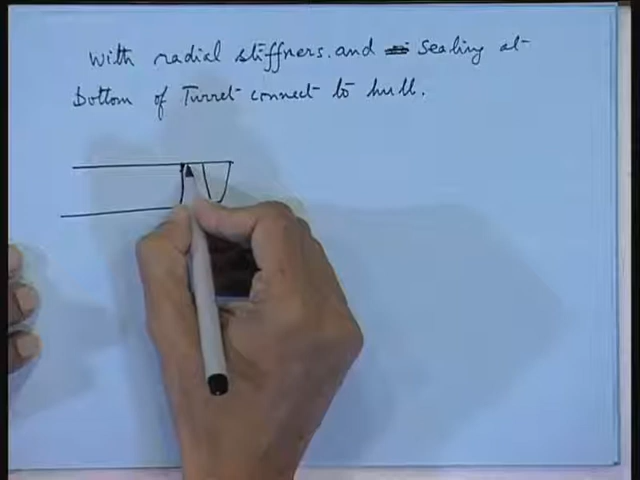 with radial stiffners. and sealing at
bottom of Turret connect to hull.